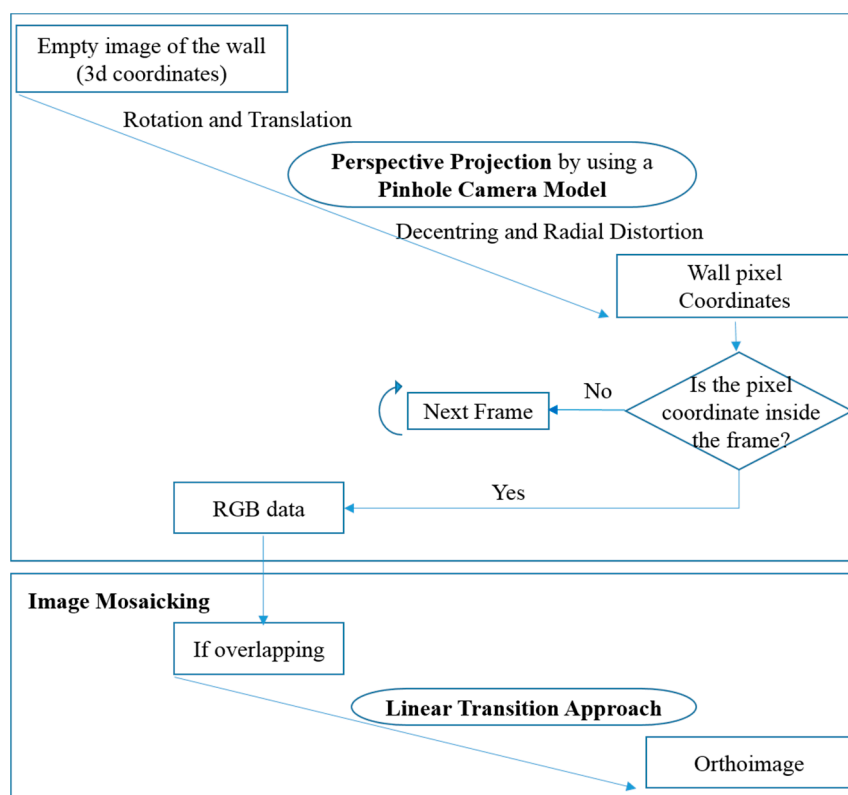 Empty image of the wall
(3d coordinates)
Rotation and Translation
Perspective Projection by using a
Pinhole Camera Model
Decentring and Radial Distortion
Wall pixel
Coordinates
Is the pixel
coordinate inside
the frame?
No
Next Frame
Yes
RGB data
Image Mosaicking
If overlapping
Linear Transition Approach
Orthoimage